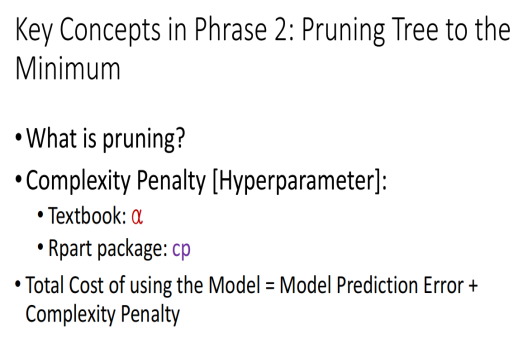 Key Concepts in Phrase 2: Pruning Tree to the
Minimum
• What is pruning?
• Complexity Penalty [Hyperparameter]:
• Textbook: α
• Rpart package: cp
• Total Cost of using the Model = Model Prediction Error +
Complexity Penalty